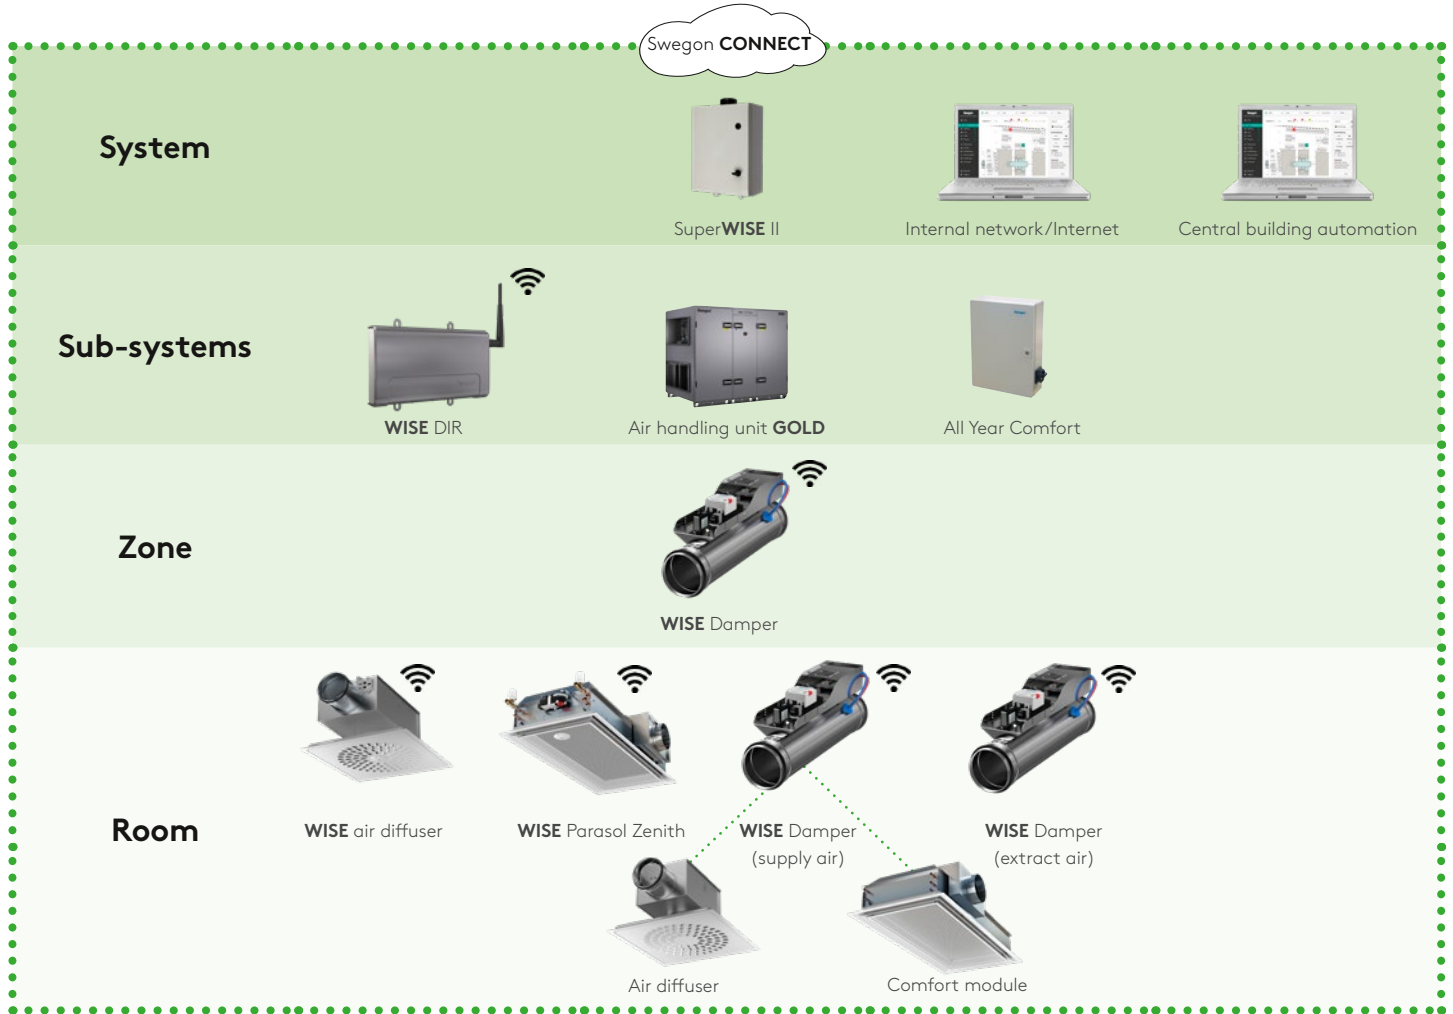 Swegon CONNECT
System
SuperWISE II
Internal network/Internet
Central building automation
Sub-systems
WISE DIR
Air handling unit GOLD
All Year Comfort
Zone
WISE Damper
Room
WISE air diffuser
WISE Parasol Zenith
WISE Damper
(supply air)
WISE Damper
(extract air)
Air diffuser
Comfort module